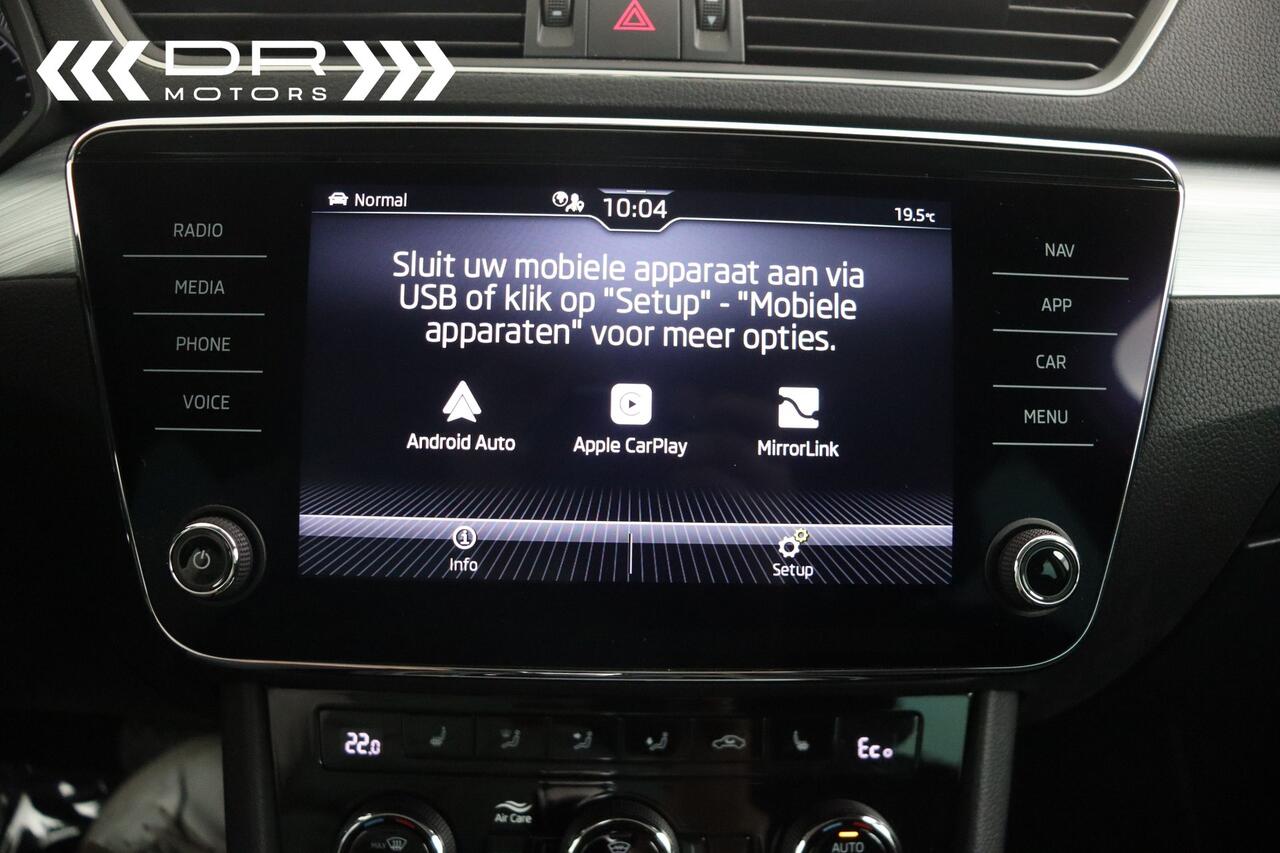 DR
MOTORS
Normal
10:04
19.5°C
RADIO
MEDIA
PHONE
VOICE
Sluit uw mobiele apparaat aan via
USB of klik op "Setup" - "Mobiele
apparaten" voor meer opties.
Android Auto
Apple CarPlay
MirrorLink
Info
Setup
NAV
APP
CAR
MENU
22.0
Eco
Air Care
MAX
AUTO